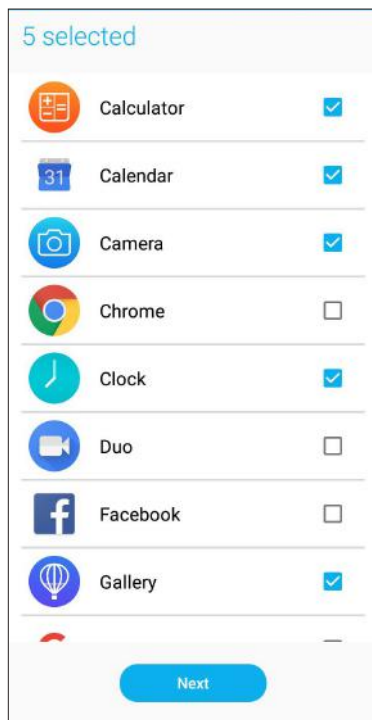 5 selected
Calculator
31
Calendar
Camera
Chrome
Clock
Duo
Facebook
Gallery
Next